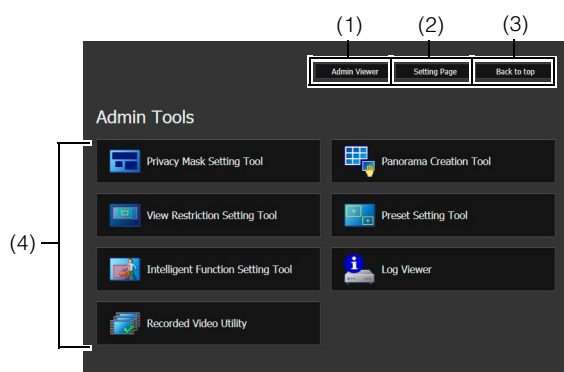 (1) (2) (3)
Admin Viewer Setting Page Back to top
Admin Tools
Privacy Mask Setting Tool Panorama Creation Tool
View Restriction Setting Tool Preset Setting Tool
(4)
Intelligent Function Setting Tool Log Viewer
Recorded Video Utility